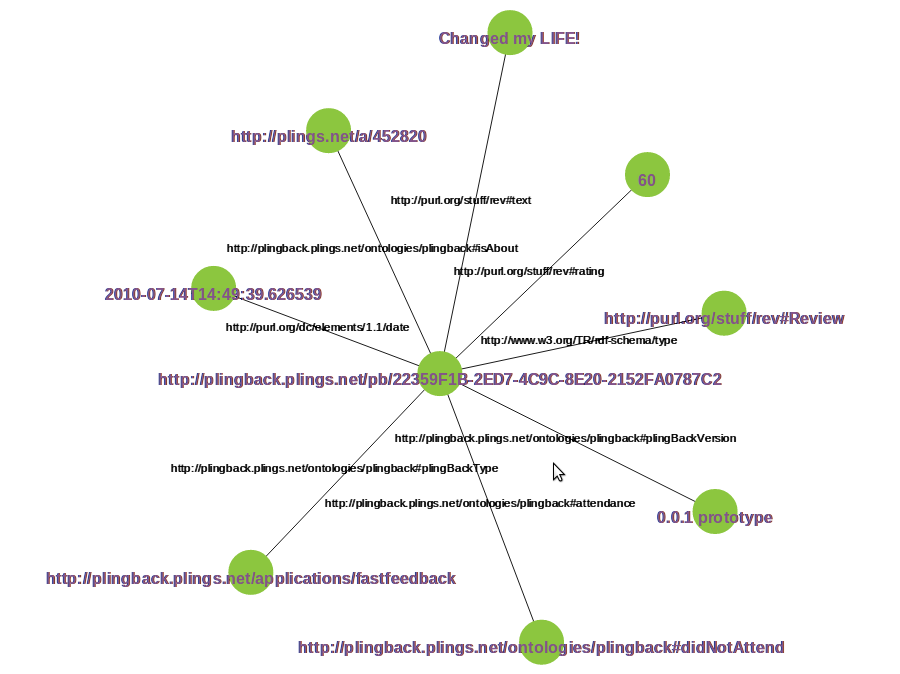 Changed my LIFE!
http://plings.net/a/452820
60
http://purl.org/stuff/rev#text
http://plingback.plings.net/ontologies/plingback#isAbout
http://purl.org/stuff/rev#rating
2010-07-14T14:49:39.626539
http://purl.org/stuff/rev#Review
http://purl.org/dc/elements/1.1/date
http://www.w3.org/TR/rdf-schema/type
http://plingback.plings.net/pb/22359F1B-2ED7-4C9C-8E20-2152FA0787C2
http://plingback.plings.net/ontologies/plingback#plingBackVersion
http://plingback.plings.net/ontologies/plingback#plingBackType
http://plingback.plings.net/ontologies/plingback#attendance
0.0.1 prototype
http://plingback.plings.net/applications/fastfeedback
http://plingback.plings.net/ontologies/plingback#didNotAttend